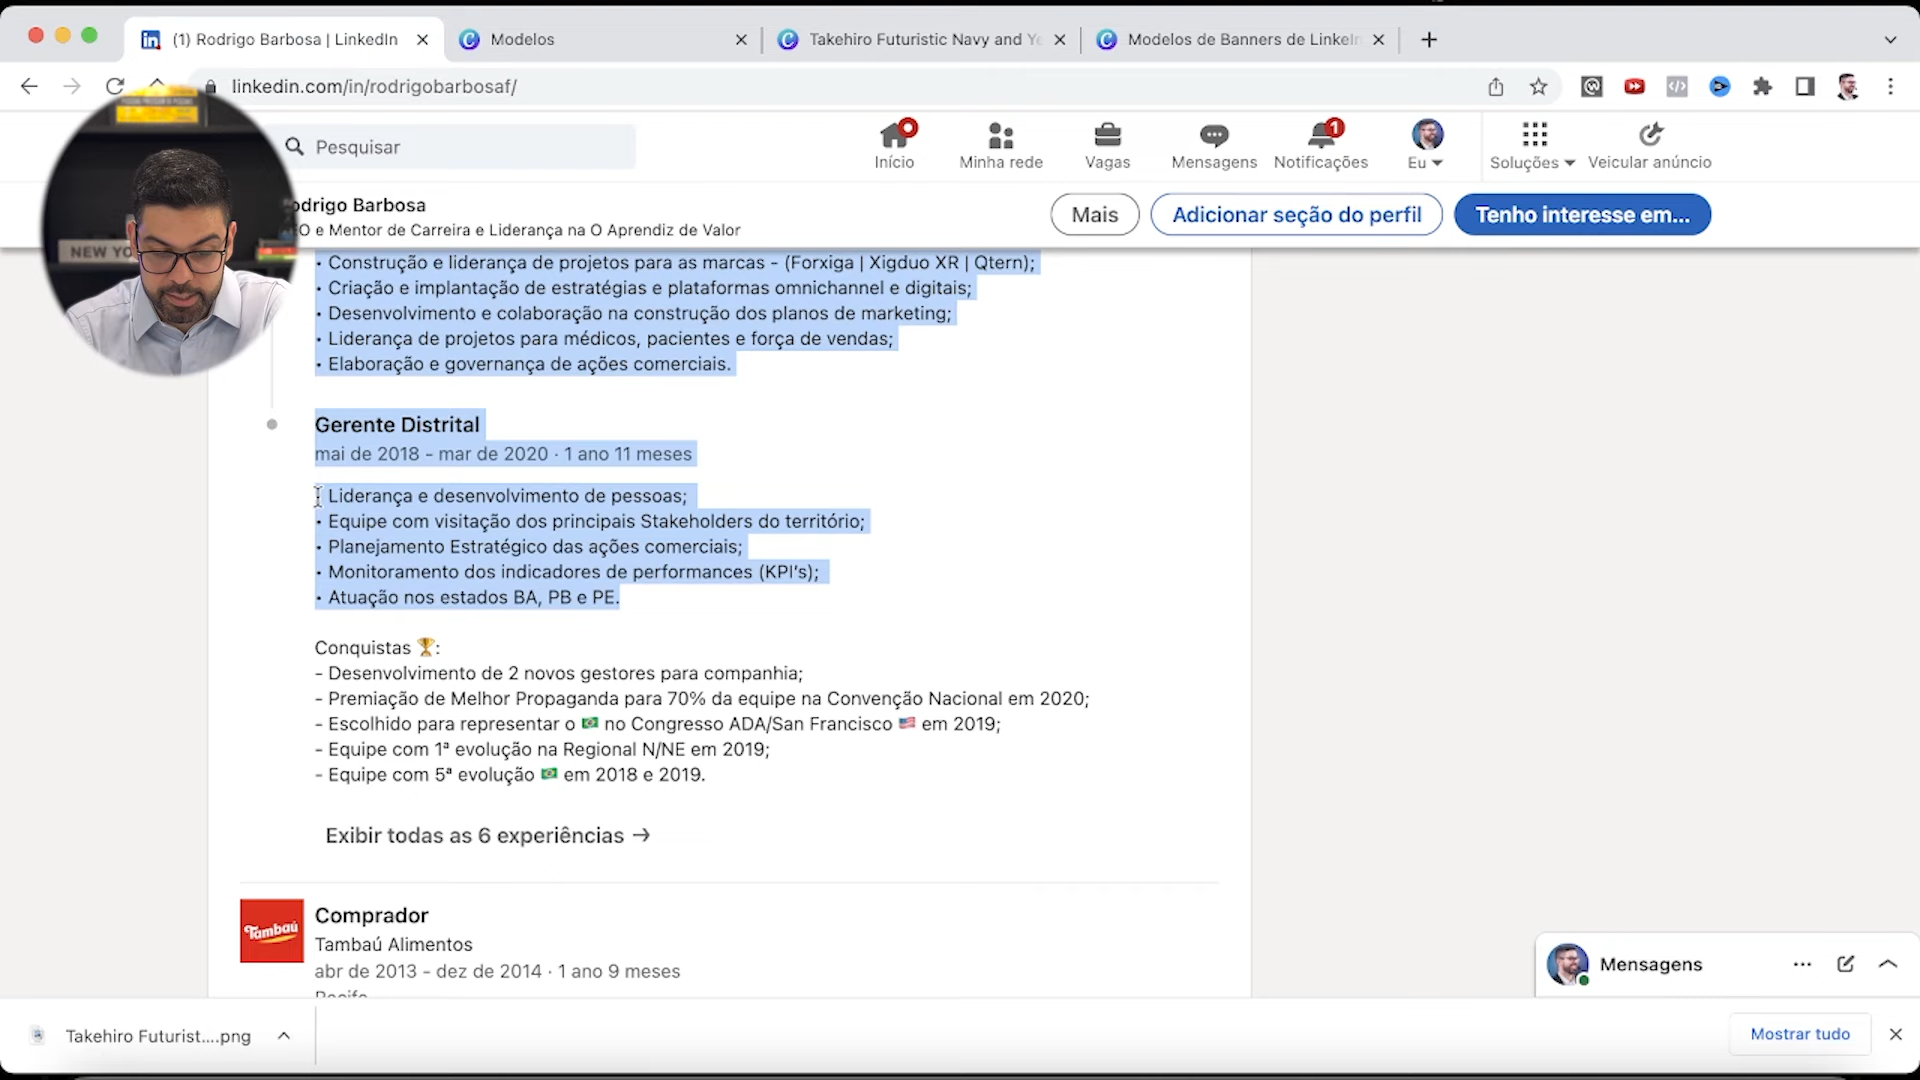 (1) Rodrigo Barbosa | LinkedIn
Modelos
Takehiro Futuristic Navy and Ye
Modelos de Banners de LinkeIn
linkedin.com/in/rodrigobarbosaf/
Pesquisar
Início
Minha rede
Vagas
Mensagens
1
Notificações
Eu
Soluções
Veicular anúncio
NEW YO
odrigo Barbosa
O e Mentor de Carreira e Liderança na O Aprendiz de Valor
Mais
Adicionar seção do perfil
Tenho interesse em...
• Construção e liderança de projetos para as marcas - (Forxiga | Xigduo XR | Qtern);
• Criação e implantação de estratégias e plataformas omnichannel e digitais;
• Desenvolvimento e colaboração na construção dos planos de marketing;
• Liderança de projetos para médicos, pacientes e força de vendas;
• Elaboração e governança de ações comerciais.
Gerente Distrital
mai de 2018 - mar de 2020 · 1 ano 11 meses
• Liderança e desenvolvimento de pessoas;
• Equipe com visitação dos principais Stakeholders do território;
• Planejamento Estratégico das ações comerciais;
• Monitoramento dos indicadores de performances (KPI's);
• Atuação nos estados BA, PB e PE.
Conquistas 🏆:
- Desenvolvimento de 2 novos gestores para companhia;
- Premiação de Melhor Propaganda para 70% da equipe na Convenção Nacional em 2020;
- Escolhido para representar o 🇧🇷 no Congresso ADA/San Francisco 🇺🇸 em 2019;
- Equipe com 1ª evolução na Regional N/NE em 2019;
- Equipe com 5ª evolução 🇧🇷 em 2018 e 2019.
Exibir todas as 6 experiências →
Tambaú
Comprador
Tambaú Alimentos
abr de 2013 - dez de 2014 · 1 ano 9 meses
Recife
Mensagens
Takehiro Futurist....png
Mostrar tudo